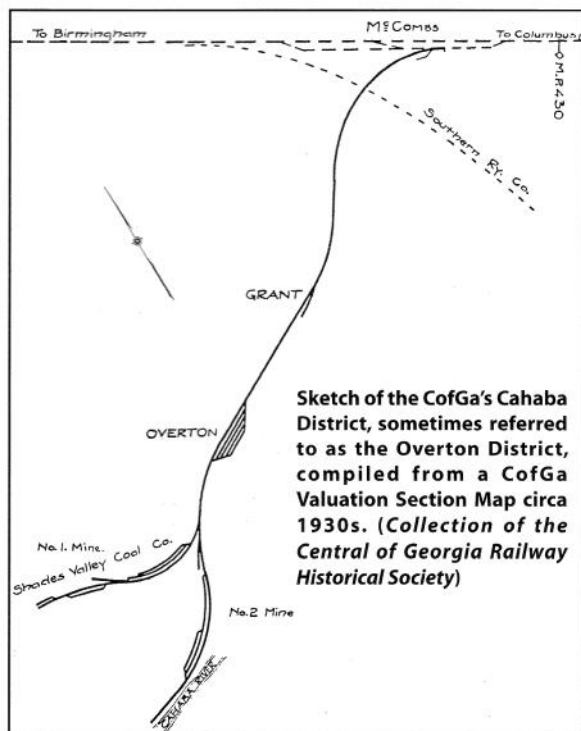 To Birmingham
McCombs
To Columbus
M.P. 430
Southern Ry. Co.
GRANT
OVERTON
Sketch of the CofGa's Cahaba
District, sometimes referred
to as the Overton District,
compiled from a CofGa
Valuation Section Map circa
1930s. (Collection of the
Central of Georgia Railway
Historical Society)
No. 1. Mine.
Shades Valley Coal Co.
No. 2 Mine
CAHABA RIVER